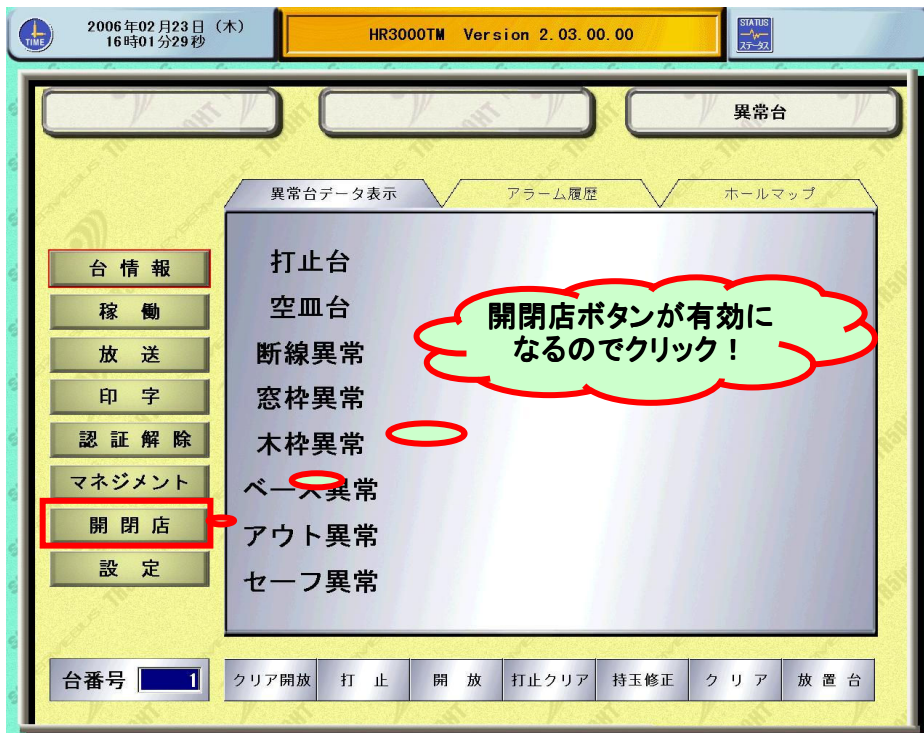 TIME
2006年02月23日（木）
16時01分29秒
HR3000TM Version 2.03.00.00
STATUS
ステータス
異常台
異常台データ表示
アラーム履歴
ホールマップ
台情報
稼働
放送
印字
認証解除
マネジメント
開閉店
設定
打止台
空皿台
断線異常
窓枠異常
木枠異常
ベース異常
アウト異常
セーフ異常
開閉店ボタンが有効に
なるのでクリック！
台番号 1
クリア開放
打止
開放
打止クリア
持玉修正
クリア
放置台